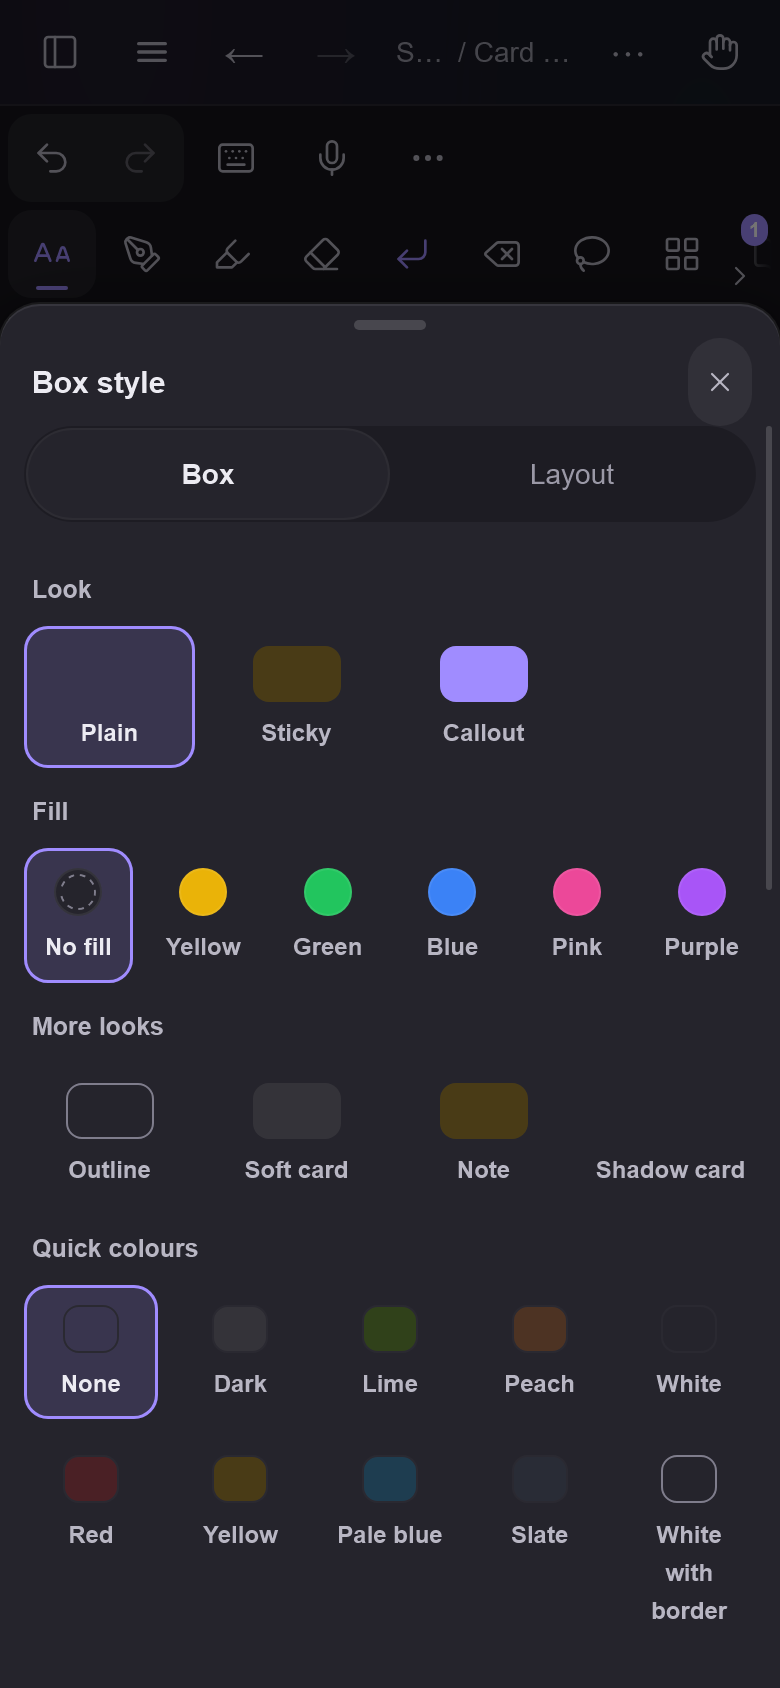 S... / Card ...
AA
1
Box style
Box Layout
Look
Plain Sticky Callout
Fill
No fill Yellow Green Blue Pink Purple
More looks
Outline Soft card Note Shadow card
Quick colours
None Dark Lime Peach White
Red Yellow Pale blue Slate White
with
border